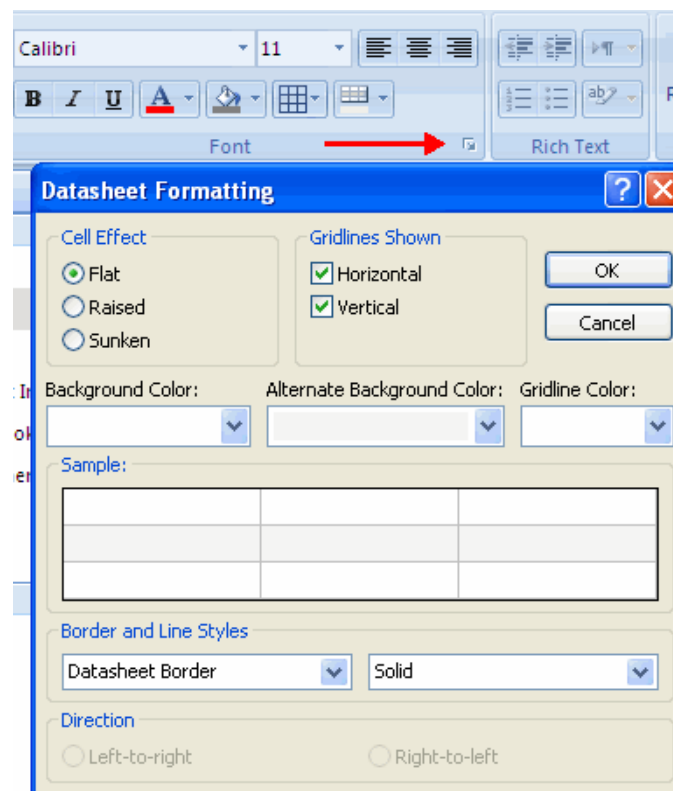 Calibri 11
B I U A ab
Font Rich Text
Datasheet Formatting ?
Cell Effect Gridlines Shown
Flat Horizontal OK
Raised Vertical
Sunken Cancel
Background Color: Alternate Background Color: Gridline Color:
Sample:
Border and Line Styles
Datasheet Border Solid
Direction
Left-to-right Right-to-left